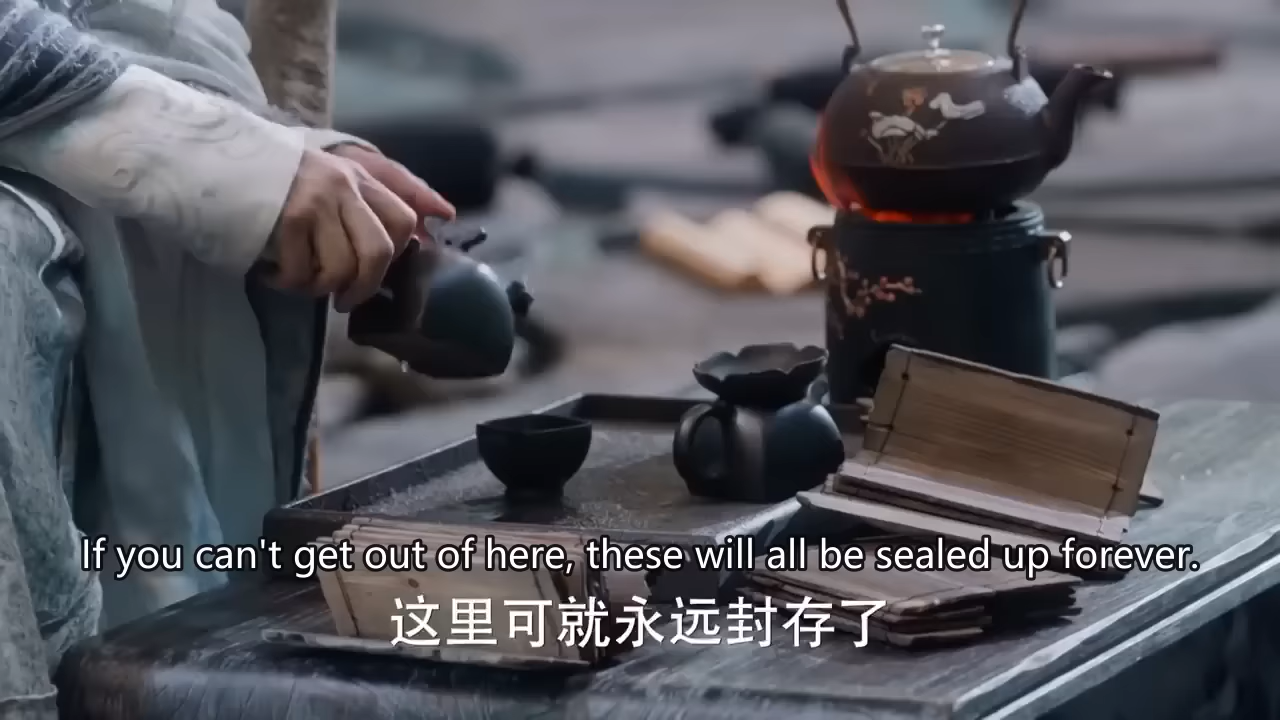 If you can't get out of here, these will all be sealed up forever.
这里可就永远封存了